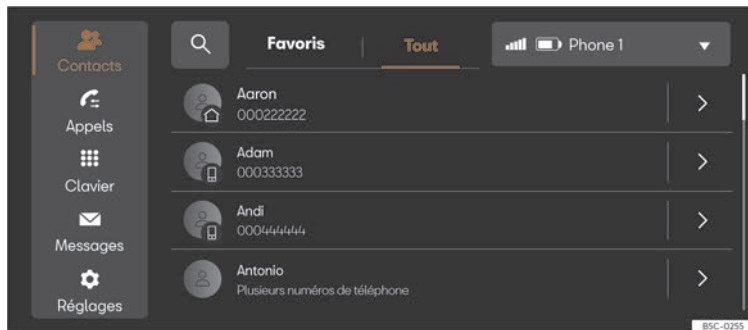 Contacts
Appels
Clavier
Messages
Réglages
Favoris
Tout
Phone 1
Aaron
000222222
Adam
000333333
Andi
000444444
Antonio
Plusieurs numéros de téléphone
B5C-0255